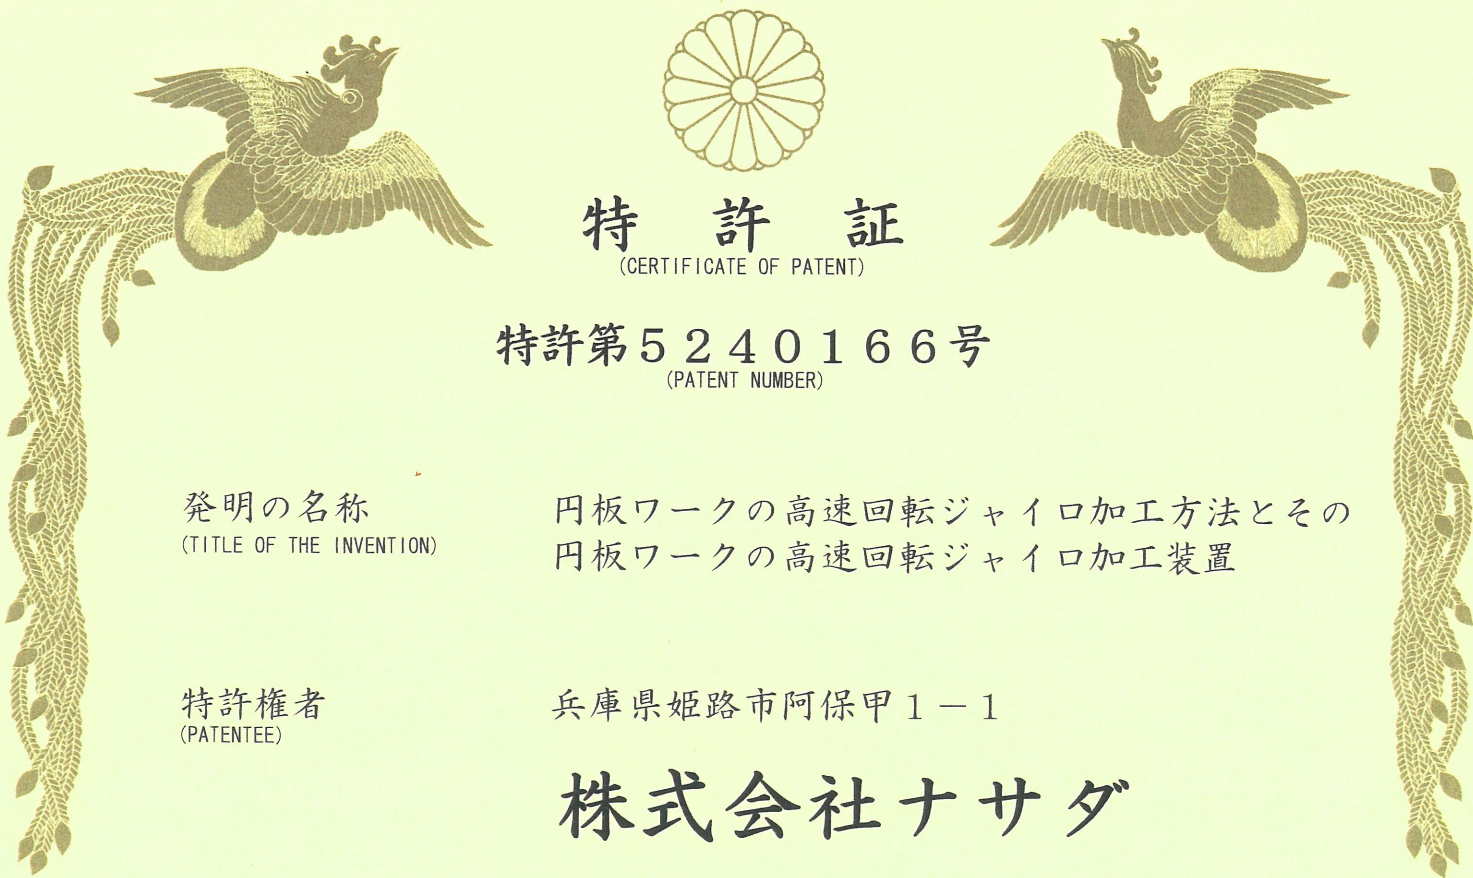 特許証
(CERTIFICATE OF PATENT)
特許第5240166号
(PATENT NUMBER)
発明の名称
(TITLE OF THE INVENTION)
円板ワークの高速回転ジャイロ加工方法とその
円板ワークの高速回転ジャイロ加工装置
特許権者
(PATENTEE)
兵庫県姫路市阿保甲1-1
株式会社ナサダ